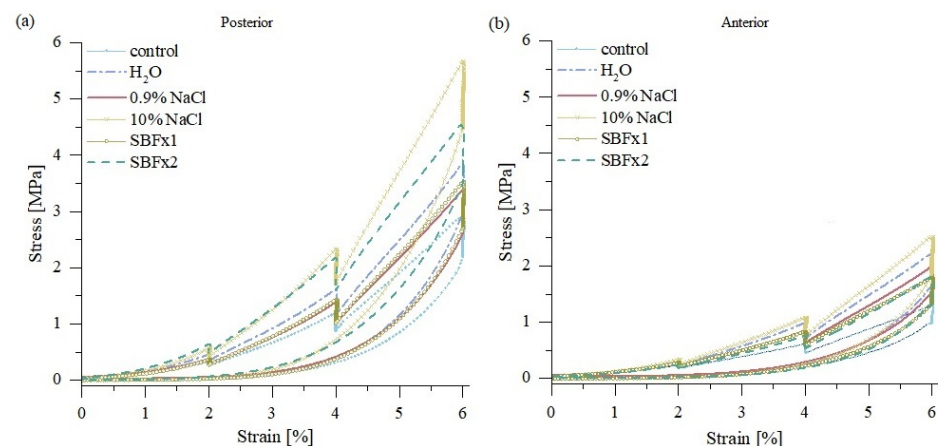 (a)
Posterior
6
5
4
3
2
1
0
Stress [MPa]
control
H₂O
0.9% NaCl
10% NaCl
SBFx1
SBFx2
0 1 2 3 4 5 6
Strain [%]
(b)
Anterior
6
5
4
3
2
1
0
Stress [MPa]
control
H₂O
0.9% NaCl
10% NaCl
SBFx1
SBFx2
0 1 2 3 4 5 6
Strain [%]